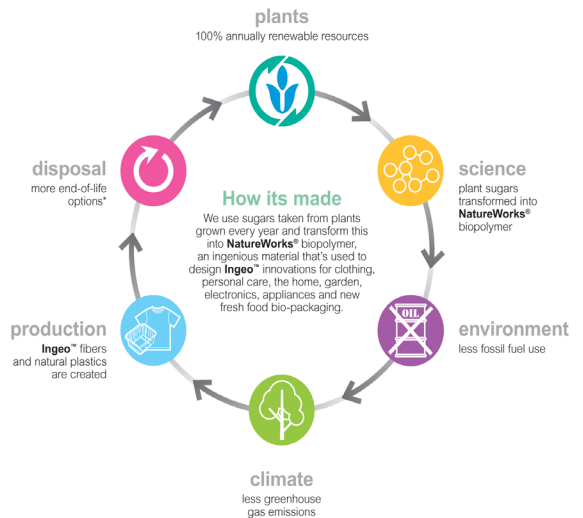 plants
100% annually renewable resources
disposal
more end-of-life
options*
science
plant sugars
transformed into
NatureWorks®
biopolymer
How its made
We use sugars taken from plants
grown every year and transform this
into NatureWorks® biopolymer,
an ingenious material that's used to
design Ingeo™ innovations for clothing,
personal care, the home, garden,
electronics, appliances and new
fresh food bio-packaging.
production
Ingeo™ fibers
and natural plastics
are created
OIL
environment
less fossil fuel use
climate
less greenhouse
gas emissions